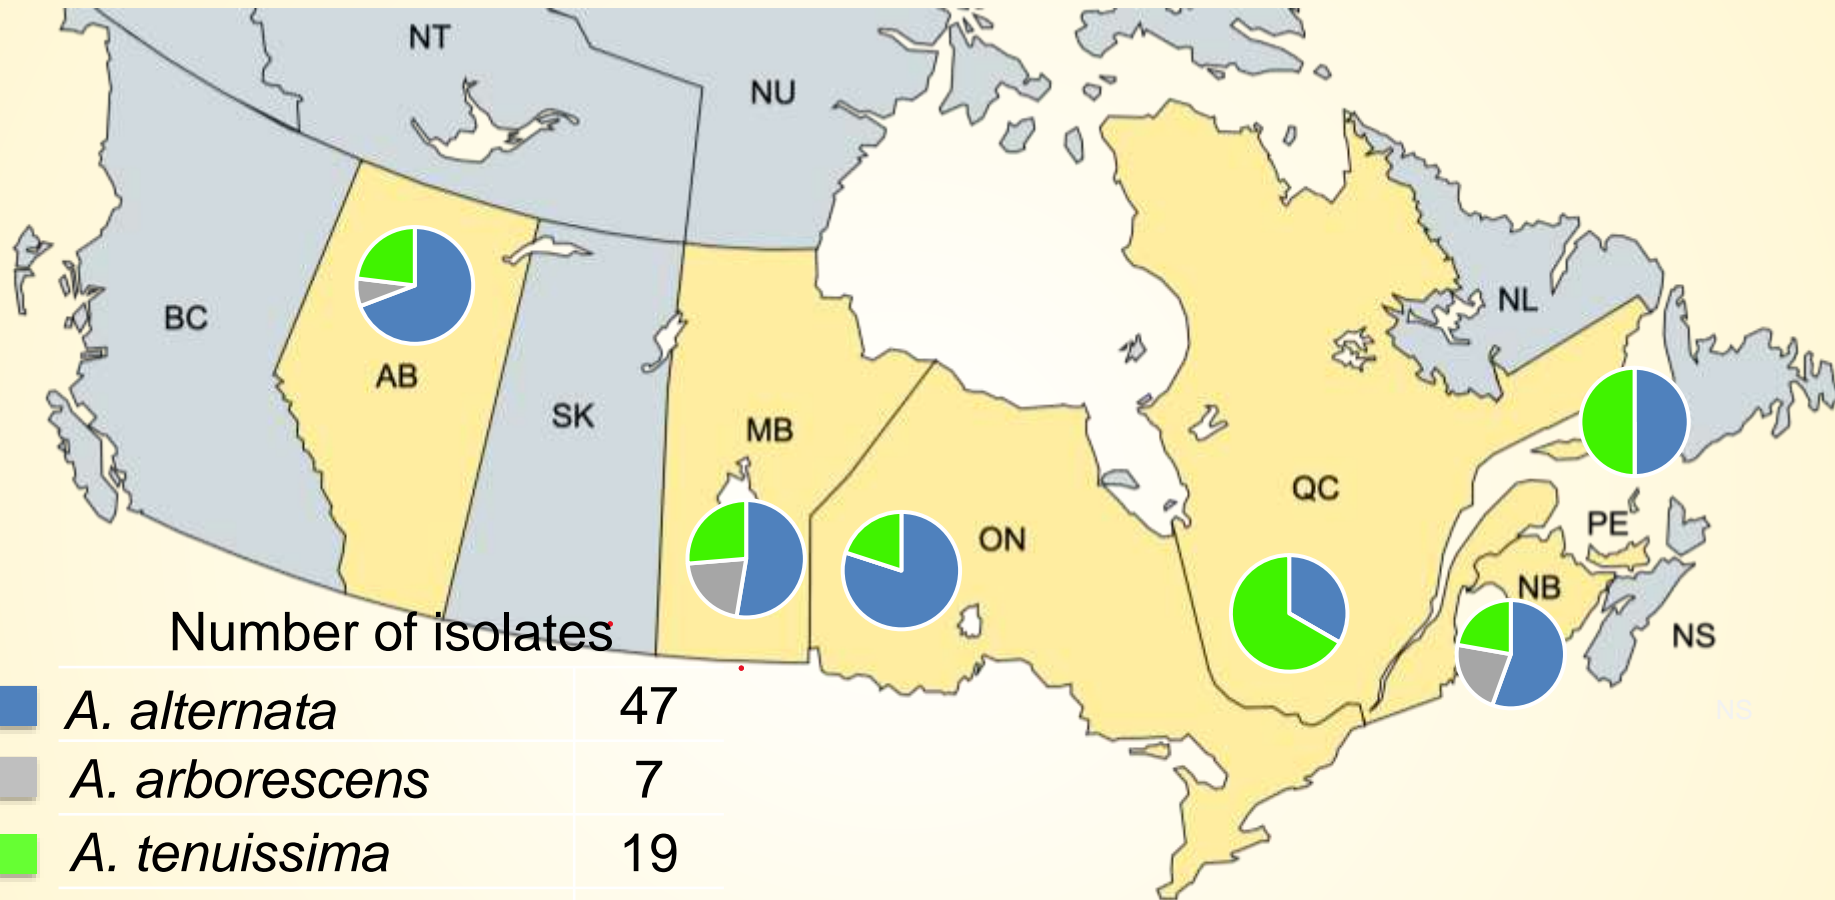 NT
NU
BC
AB
SK
MB
ON
QC
NL
PE
NB
NS
NS
Number of isolates
A. alternata 47
A. arborescens 7
A. tenuissima 19